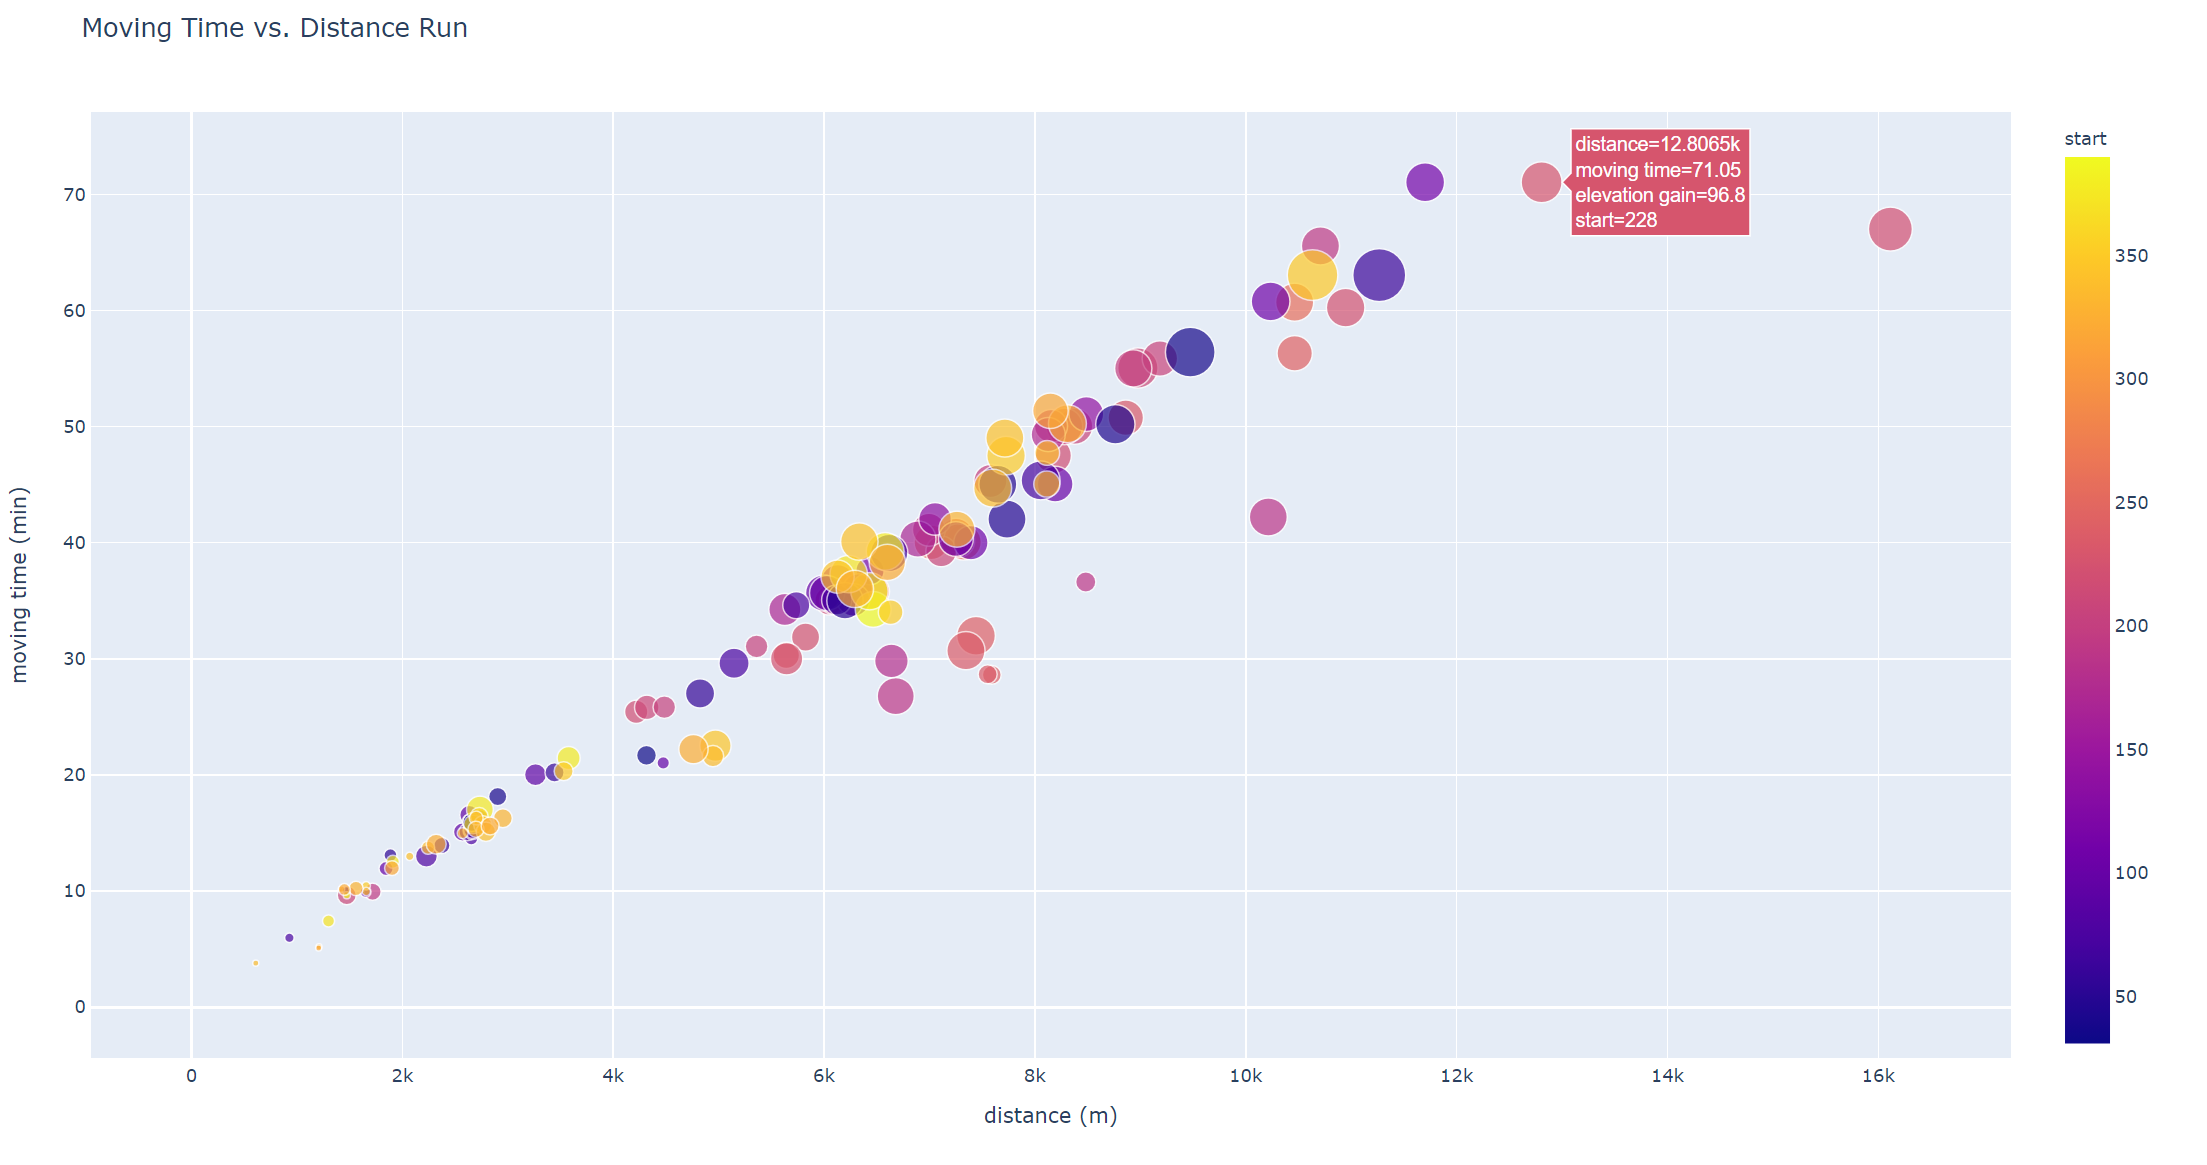 Moving Time vs. Distance Run
distance=12.8065k
moving time=71.05
elevation gain=96.8
start=228
start
350
300
250
200
150
100
50
moving time (min)
70
60
50
40
30
20
10
0
0
2k
4k
6k
8k
10k
12k
14k
16k
distance (m)